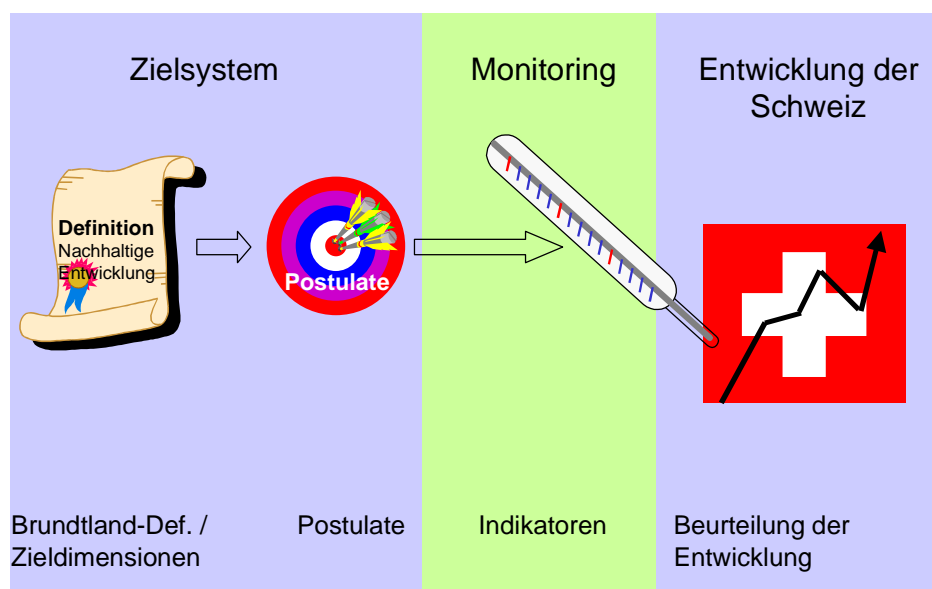 Zielsystem
Monitoring
Entwicklung der
Schweiz
Definition
Nachhaltige
Entwicklung
Postulate
Brundtland-Def. /
Zieldimensionen
Postulate
Indikatoren
Beurteilung der
Entwicklung